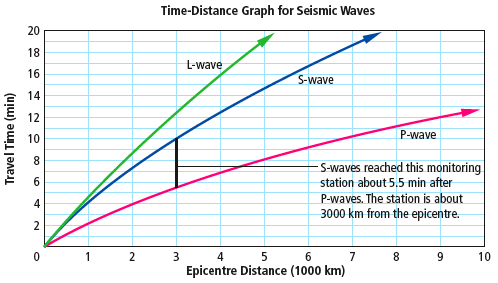 Time-Distance Graph for Seismic Waves
20
18
16
14
12
10
8
6
4
2
0
Travel Time (min)
L-wave
S-wave
P-wave
S-waves reached this monitoring
station about 5.5 min after
P-waves. The station is about
3000 km from the epicentre.
1 2 3 4 5 6 7 8 9 10
Epicentre Distance (1000 km)